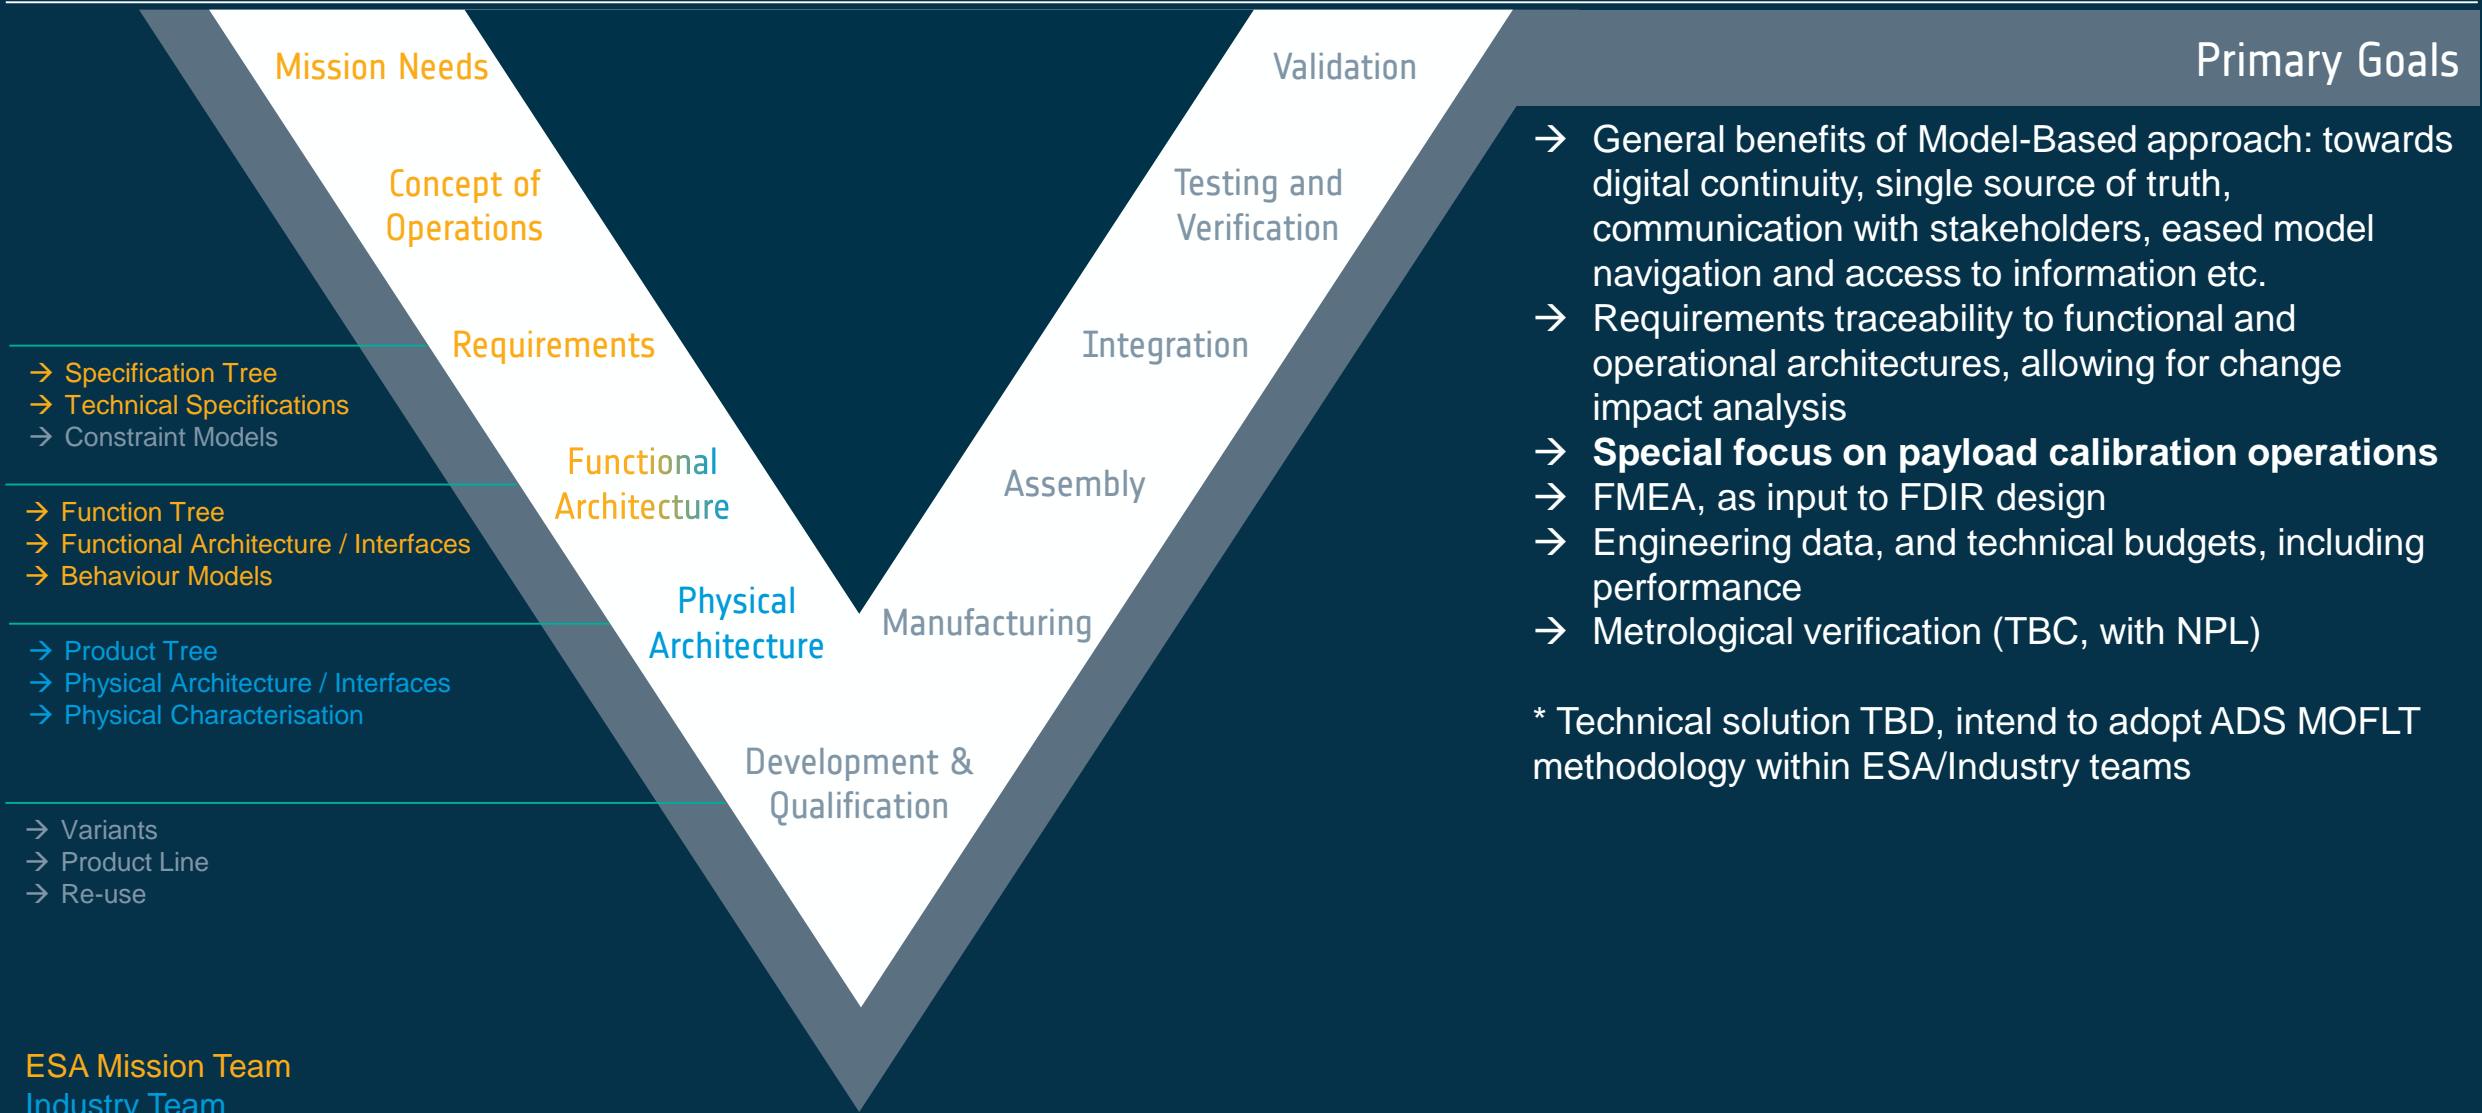 Mission Needs
Concept of
Operations
Requirements
Functional
Architecture
Physical
Architecture
Development &
Qualification
Manufacturing
Assembly
Integration
Testing and
Verification
Validation
→ Specification Tree
→ Technical Specifications
→ Constraint Models
→ Function Tree
→ Functional Architecture / Interfaces
→ Behaviour Models
→ Product Tree
→ Physical Architecture / Interfaces
→ Physical Characterisation
→ Variants
→ Product Line
→ Re-use
ESA Mission Team
Industry Team
Primary Goals
→ General benefits of Model-Based approach: towards
digital continuity, single source of truth,
communication with stakeholders, eased model
navigation and access to information etc.
→ Requirements traceability to functional and
operational architectures, allowing for change
impact analysis
→ Special focus on payload calibration operations
→ FMEA, as input to FDIR design
→ Engineering data, and technical budgets, including
performance
→ Metrological verification (TBC, with NPL)
* Technical solution TBD, intend to adopt ADS MOFLT
methodology within ESA/Industry teams